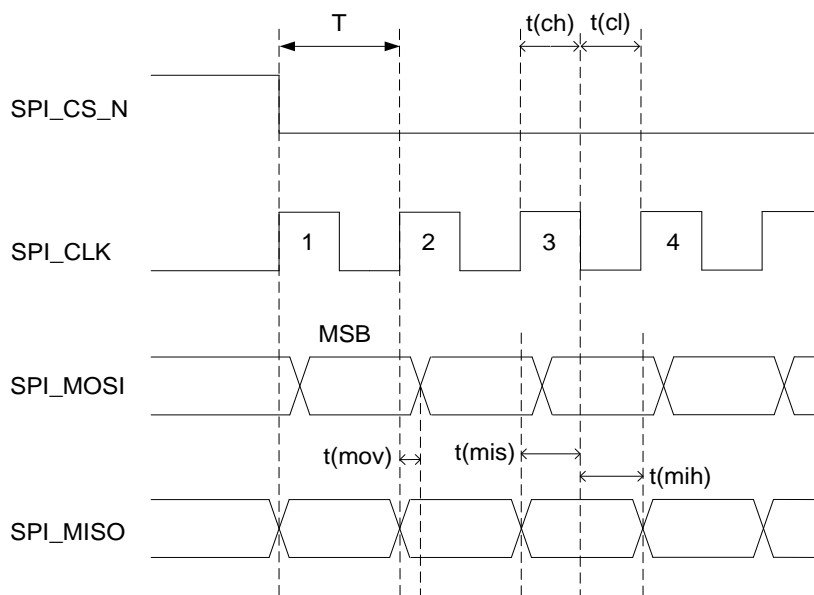 T
t(ch)
t(cl)
SPI_CS_N
SPI_CLK
1
2
3
4
MSB
SPI_MOSI
t(mov)
t(mis)
t(mih)
SPI_MISO